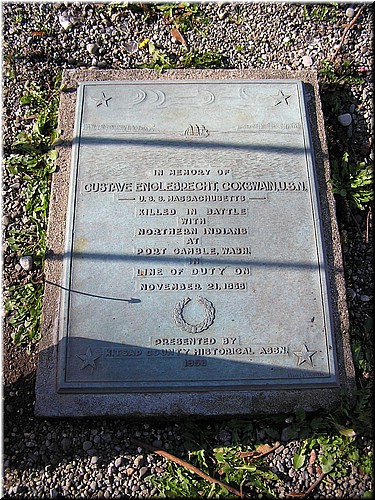 IN MEMORY OF
GUSTAVE ENGLEBRECHT, COXSWAIN, U.S.N.
U. S. S. MASSACHUSETTS
KILLED IN BATTLE
WITH
NORTHERN INDIANS
AT
PORT GAMBLE, WASH.
IN
LINE OF DUTY ON
NOVEMBER 21, 1856
PRESENTED BY
KITSAP COUNTY HISTORICAL ASSN.